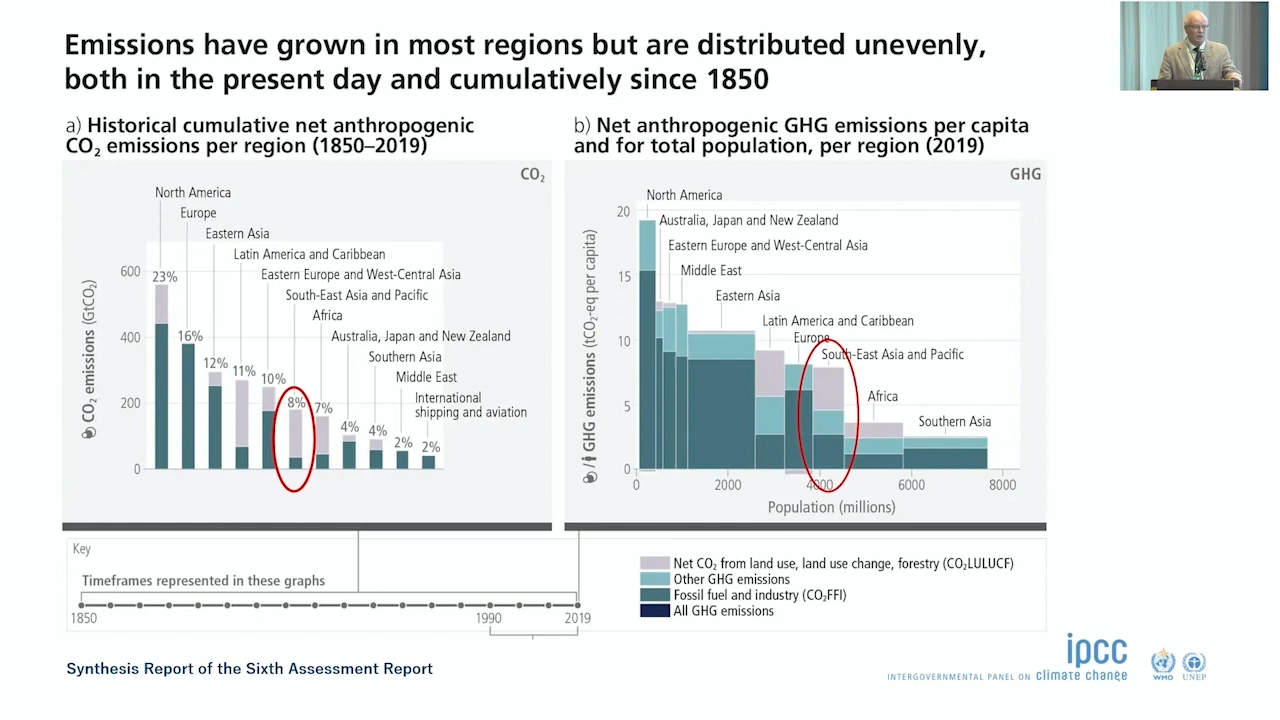 Emissions have grown in most regions but are distributed unevenly,
both in the present day and cumulatively since 1850
a) Historical cumulative net anthropogenic
CO₂ emissions per region (1850–2019)
CO₂
North America
Europe
Eastern Asia
Latin America and Caribbean
Eastern Europe and West-Central Asia
South-East Asia and Pacific
Africa
Australia, Japan and New Zealand
Southern Asia
Middle East
International
shipping and aviation
CO₂ emissions (GtCO₂)
600
400
200
0
23%
16%
12%
11%
10%
8%
7%
4%
4%
2%
2%
b) Net anthropogenic GHG emissions per capita
and for total population, per region (2019)
GHG
North America
Australia, Japan and New Zealand
Eastern Europe and West-Central Asia
Middle East
Eastern Asia
Latin America and Caribbean
Europe
South-East Asia and Pacific
Africa
Southern Asia
/ GHG emissions (tCO₂-eq per capita)
20
15
10
5
0
0 2000 4000 6000 8000
Population (millions)
Key
Timeframes represented in these graphs
1850 1990 2019
Net CO₂ from land use, land use change, forestry (CO₂LULUCF)
Other GHG emissions
Fossil fuel and industry (CO₂FFI)
All GHG emissions
Synthesis Report of the Sixth Assessment Report
ipcc
INTERGOVERNMENTAL PANEL ON climate change
WMO UNEP